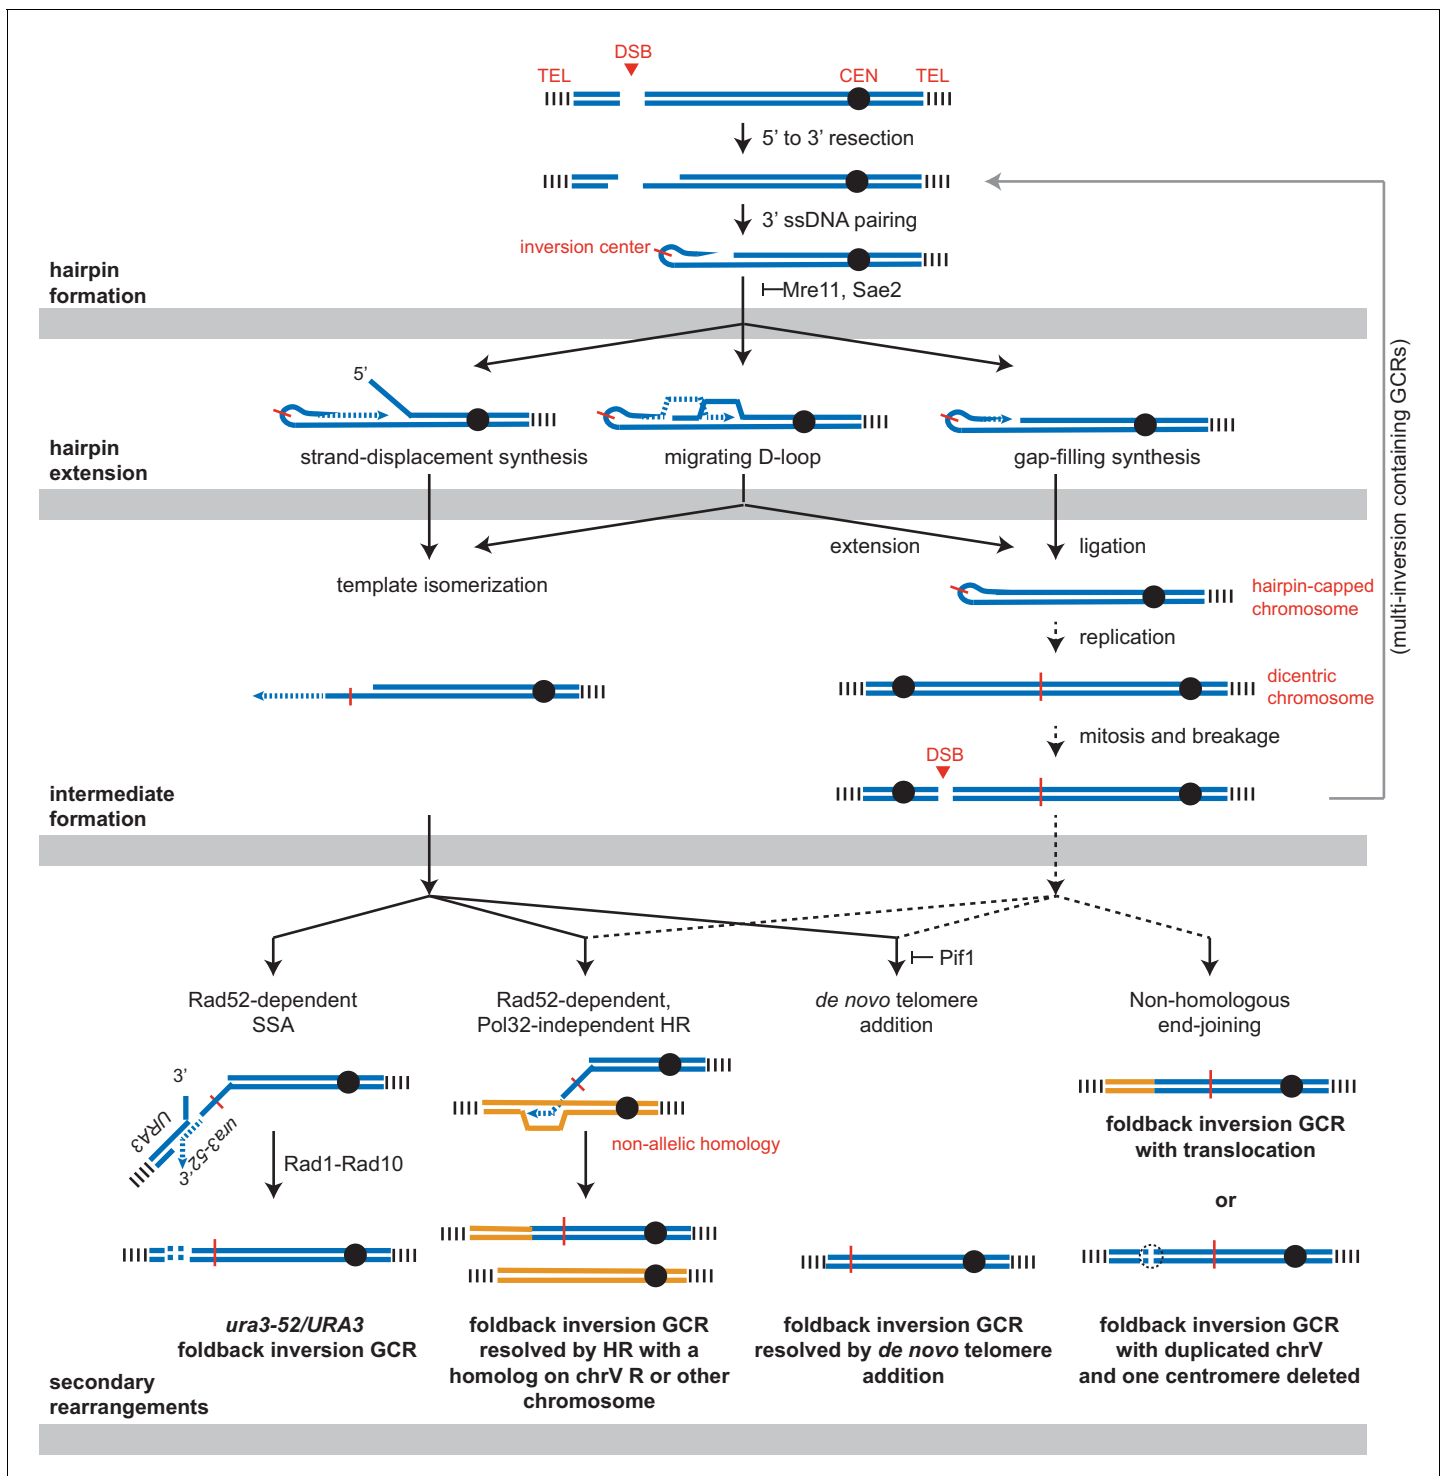 DSB
TEL
CEN
TEL
5’ to 3’ resection
3’ ssDNA pairing
inversion center
hairpin
formation
Mre11, Sae2
5’
strand-displacement synthesis
migrating D-loop
gap-filling synthesis
hairpin
extension
(multi-inversion containing GCRs)
extension
ligation
template isomerization
hairpin-capped
chromosome
replication
dicentric
chromosome
mitosis and breakage
DSB
intermediate
formation
Pif1
Rad52-dependent
SSA
Rad52-dependent,
Pol32-independent HR
de novo telomere
addition
Non-homologous
end-joining
3’
URA3
ura3-52
3’
Rad1-Rad10
non-allelic homology
foldback inversion GCR
with translocation
or
ura3-52/URA3
foldback inversion GCR
foldback inversion GCR
resolved by HR with a
homolog on chrV R or other
chromosome
foldback inversion GCR
resolved by de novo telomere
addition
foldback inversion GCR
with duplicated chrV
and one centromere deleted
secondary
rearrangements